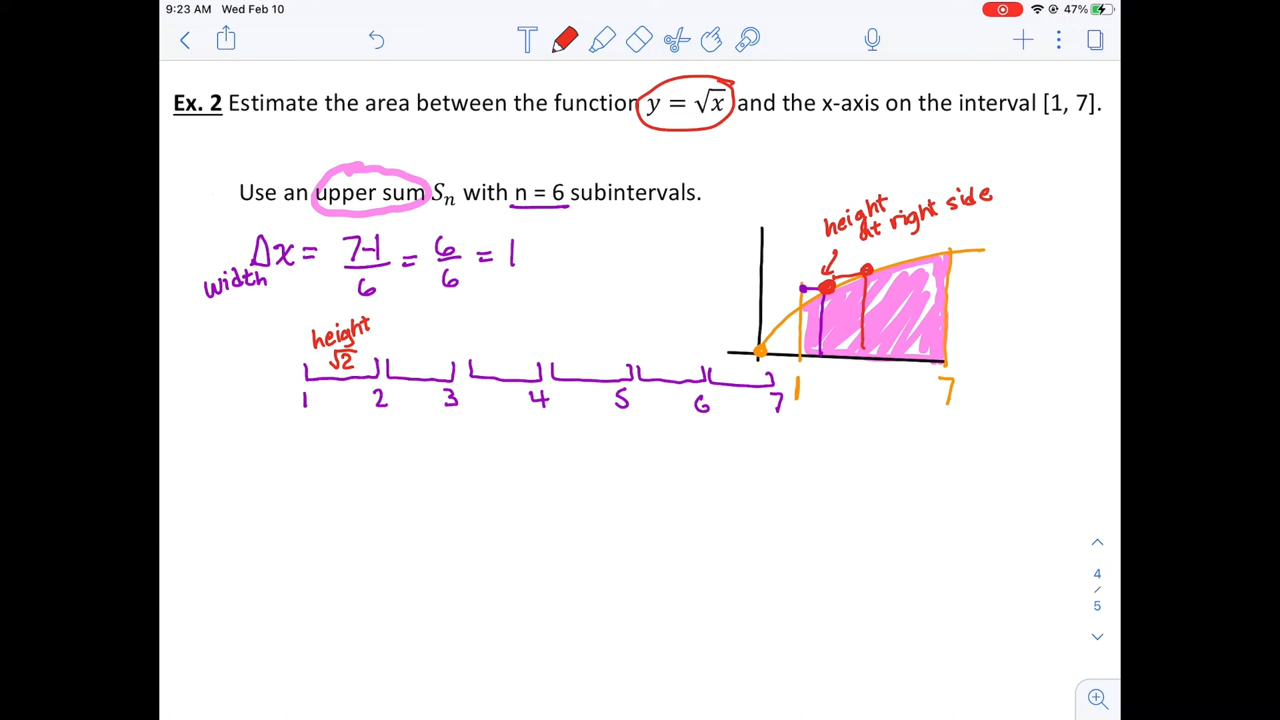 9:23 AM Wed Feb 10
47%
Ex. 2 Estimate the area between the function y = √x and the x-axis on the interval [1, 7].
Use an upper sum Sₙ with n = 6 subintervals.
height
at right side
Δx = 7-1/6 = 6/6 = 1
width
height
√2
1 2 3 4 5 6 7
1 7
4
/
5